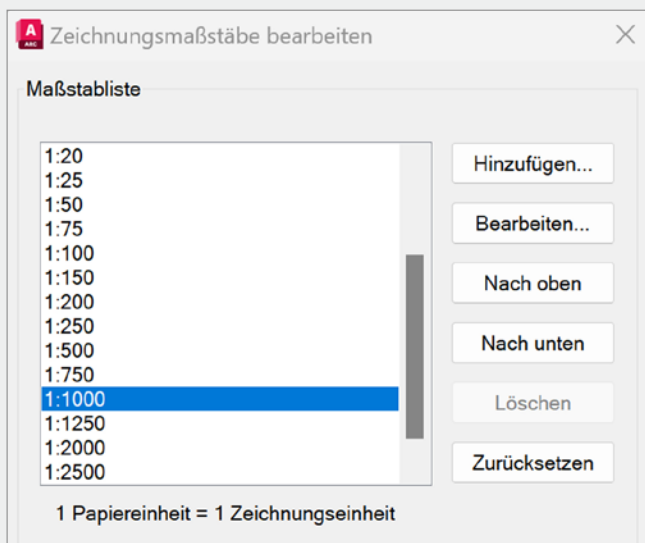 A
ARC
Zeichnungsmaßstäbe bearbeiten
Maßstabliste
1:20
1:25
1:50
1:75
1:100
1:150
1:200
1:250
1:500
1:750
1:1000
1:1250
1:2000
1:2500
Hinzufügen...
Bearbeiten...
Nach oben
Nach unten
Löschen
Zurücksetzen
1 Papiereinheit = 1 Zeichnungseinheit